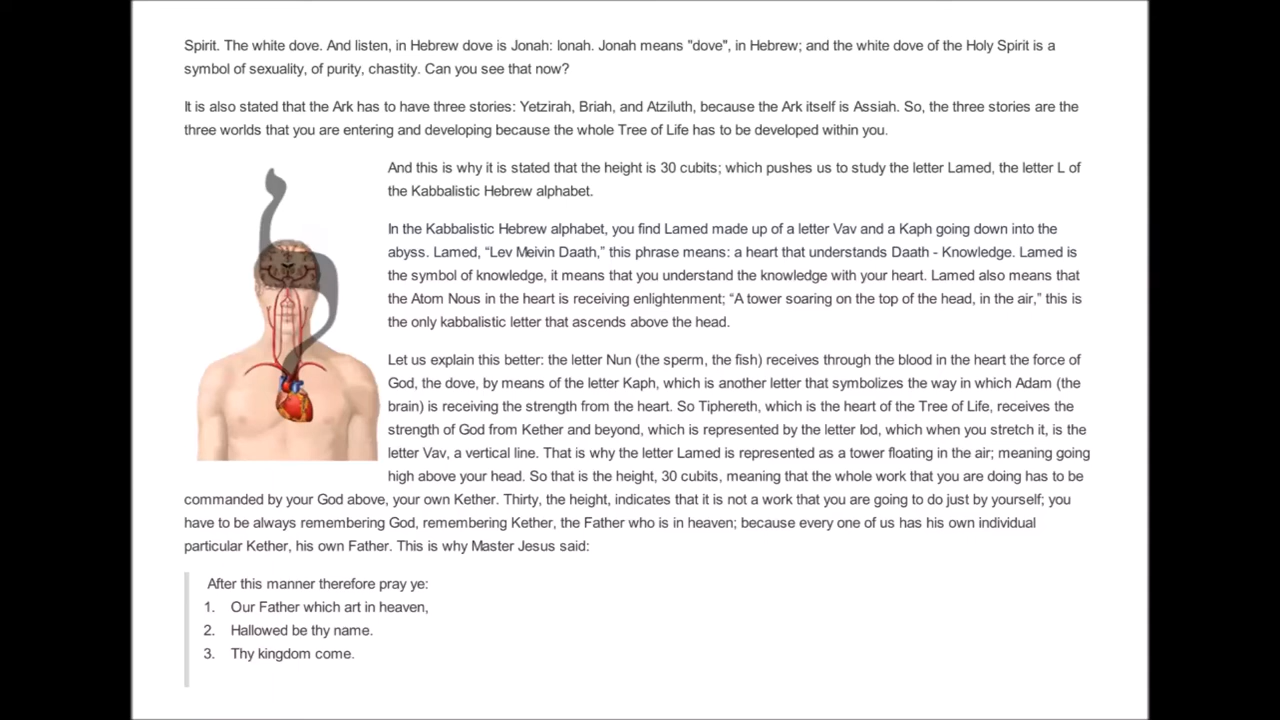 Spirit. The white dove. And listen, in Hebrew dove is Jonah: Ionah. Jonah means "dove", in Hebrew; and the white dove of the Holy Spirit is a
symbol of sexuality, of purity, chastity. Can you see that now?
It is also stated that the Ark has to have three stories: Yetzirah, Briah, and Atziluth, because the Ark itself is Assiah. So, the three stories are the
three worlds that you are entering and developing because the whole Tree of Life has to be developed within you.
And this is why it is stated that the height is 30 cubits; which pushes us to study the letter Lamed, the letter L of
the Kabbalistic Hebrew alphabet.
In the Kabbalistic Hebrew alphabet, you find Lamed made up of a letter Vav and a Kaph going down into the
abyss. Lamed, “Lev Meivin Daath,” this phrase means: a heart that understands Daath - Knowledge. Lamed is
the symbol of knowledge, it means that you understand the knowledge with your heart. Lamed also means that
the Atom Nous in the heart is receiving enlightenment; “A tower soaring on the top of the head, in the air,” this is
the only kabbalistic letter that ascends above the head.
Let us explain this better: the letter Nun (the sperm, the fish) receives through the blood in the heart the force of
God, the dove, by means of the letter Kaph, which is another letter that symbolizes the way in which Adam (the
brain) is receiving the strength from the heart. So Tiphereth, which is the heart of the Tree of Life, receives the
strength of God from Kether and beyond, which is represented by the letter Iod, which when you stretch it, is the
letter Vav, a vertical line. That is why the letter Lamed is represented as a tower floating in the air; meaning going
high above your head. So that is the height, 30 cubits, meaning that the whole work that you are doing has to be
commanded by your God above, your own Kether. Thirty, the height, indicates that it is not a work that you are going to do just by yourself; you
have to be always remembering God, remembering Kether, the Father who is in heaven; because every one of us has his own individual
particular Kether, his own Father. This is why Master Jesus said:
After this manner therefore pray ye:
1. Our Father which art in heaven,
2. Hallowed be thy name.
3. Thy kingdom come.